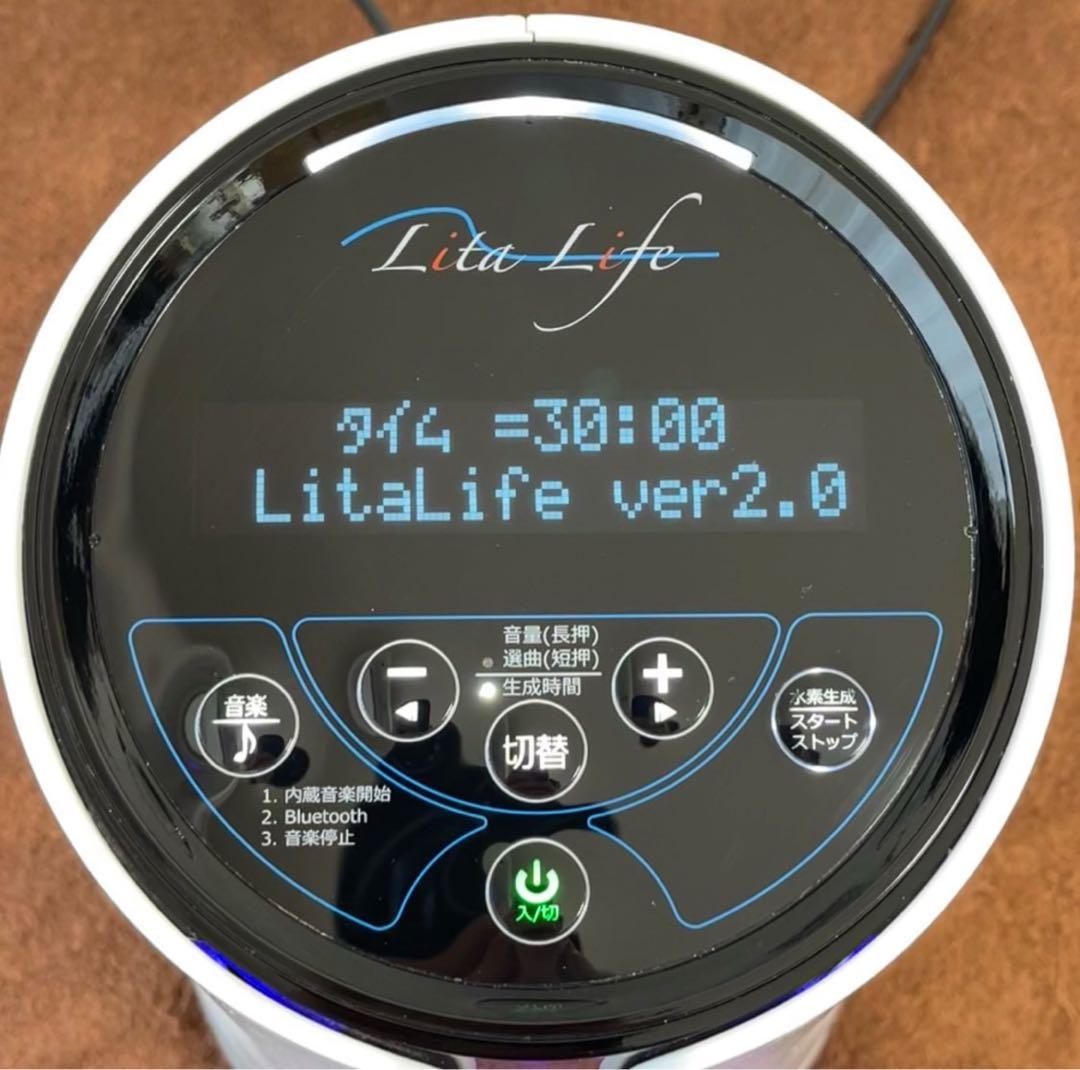 Lita Life
タイム =30:00
LitaLife ver2.0
音量(長押)
選曲(短押)
生成時間
音楽
切替
水素生成
スタート
ストップ
1. 内蔵音楽開始
2. Bluetooth
3. 音楽停止
入/切